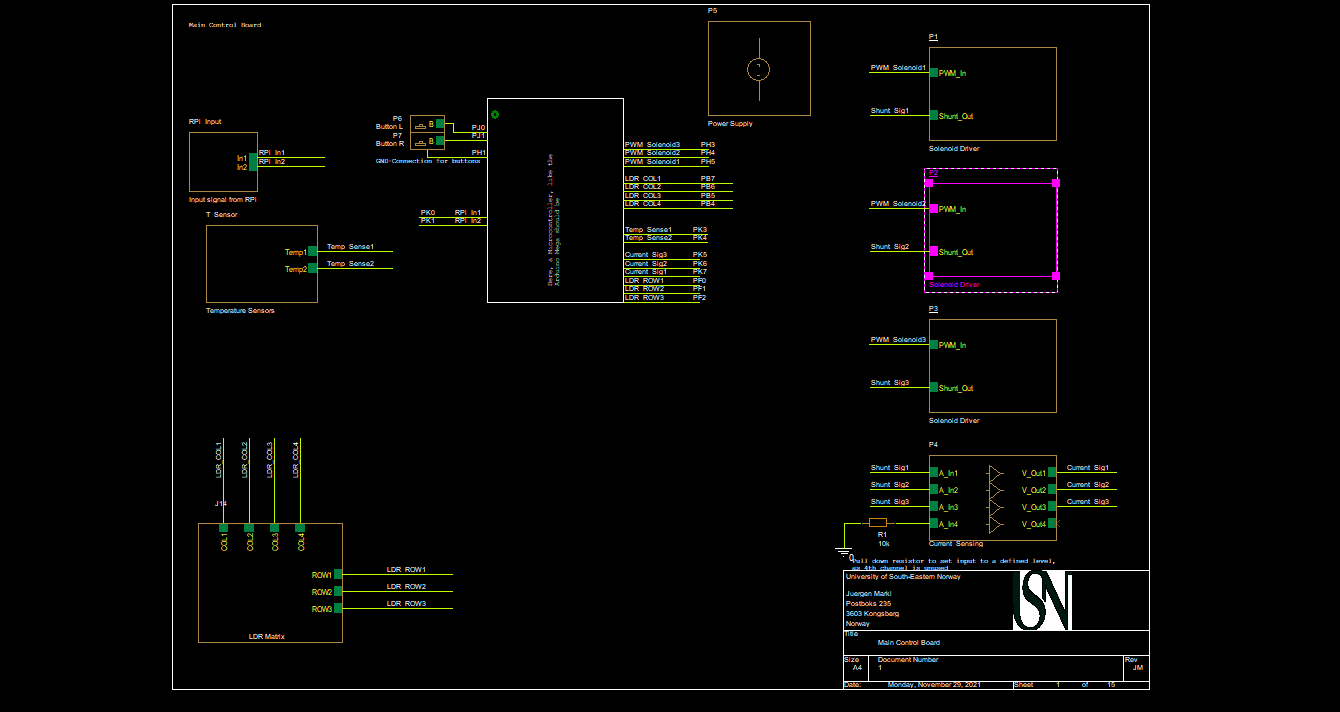 Main Control Board
P5
Power Supply
P1
PWM_Solenoid1
PWM_In
Shunt_Sig1
Shunt_Out
Solenoid Driver
P2
PWM_Solenoid2
PWM_In
Shunt_Sig2
Shunt_Out
Solenoid Driver
P3
PWM_Solenoid3
PWM_In
Shunt_Sig3
Shunt_Out
Solenoid Driver
RPi Input
In1
In2
RPI_In1
RPI_In2
Input signal from RPi
T Sensor
Temp1
Temp2
Temp_Sense1
Temp_Sense2
Temperature Sensors
P6
Button L
P7
Button R
B
B
PJ0
PJ1
PH1
GND-Connection for buttons
PK0 RPI_In1
PK1 RPI_In2
Here, a Microcontroller, like the
Arduino Mega should be
PWM_Solenoid3 PH3
PWM_Solenoid2 PH4
PWM_Solenoid1 PH5
LDR_COL1 PB7
LDR_COL2 PB6
LDR_COL3 PB5
LDR_COL4 PB4
Temp_Sense1 PK3
Temp_Sense2 PK4
Current_Sig3 PK5
Current_Sig2 PK6
Current_Sig1 PK7
LDR_ROW1 PF0
LDR_ROW2 PF1
LDR_ROW3 PF2
LDR_COL1
LDR_COL2
LDR_COL3
LDR_COL4
J14
COL1
COL2
COL3
COL4
ROW1
ROW2
ROW3
LDR_ROW1
LDR_ROW2
LDR_ROW3
LDR Matrix
P4
Shunt_Sig1
Shunt_Sig2
Shunt_Sig3
A_In1
A_In2
A_In3
A_In4
V_Out1
V_Out2
V_Out3
V_Out4
Current_Sig1
Current_Sig2
Current_Sig3
R1
10k
0
Current Sensing
Pull down resistor to set input to a defined level,
as 4th channel is unused
University of South-Eastern Norway
Juergen Markl
Postboks 235
3603 Kongsberg
Norway
USN
Title
Main Control Board
Size
A4
Document Number
1
Rev
JM
Date: Monday, November 29, 2021 Sheet 1 of 15